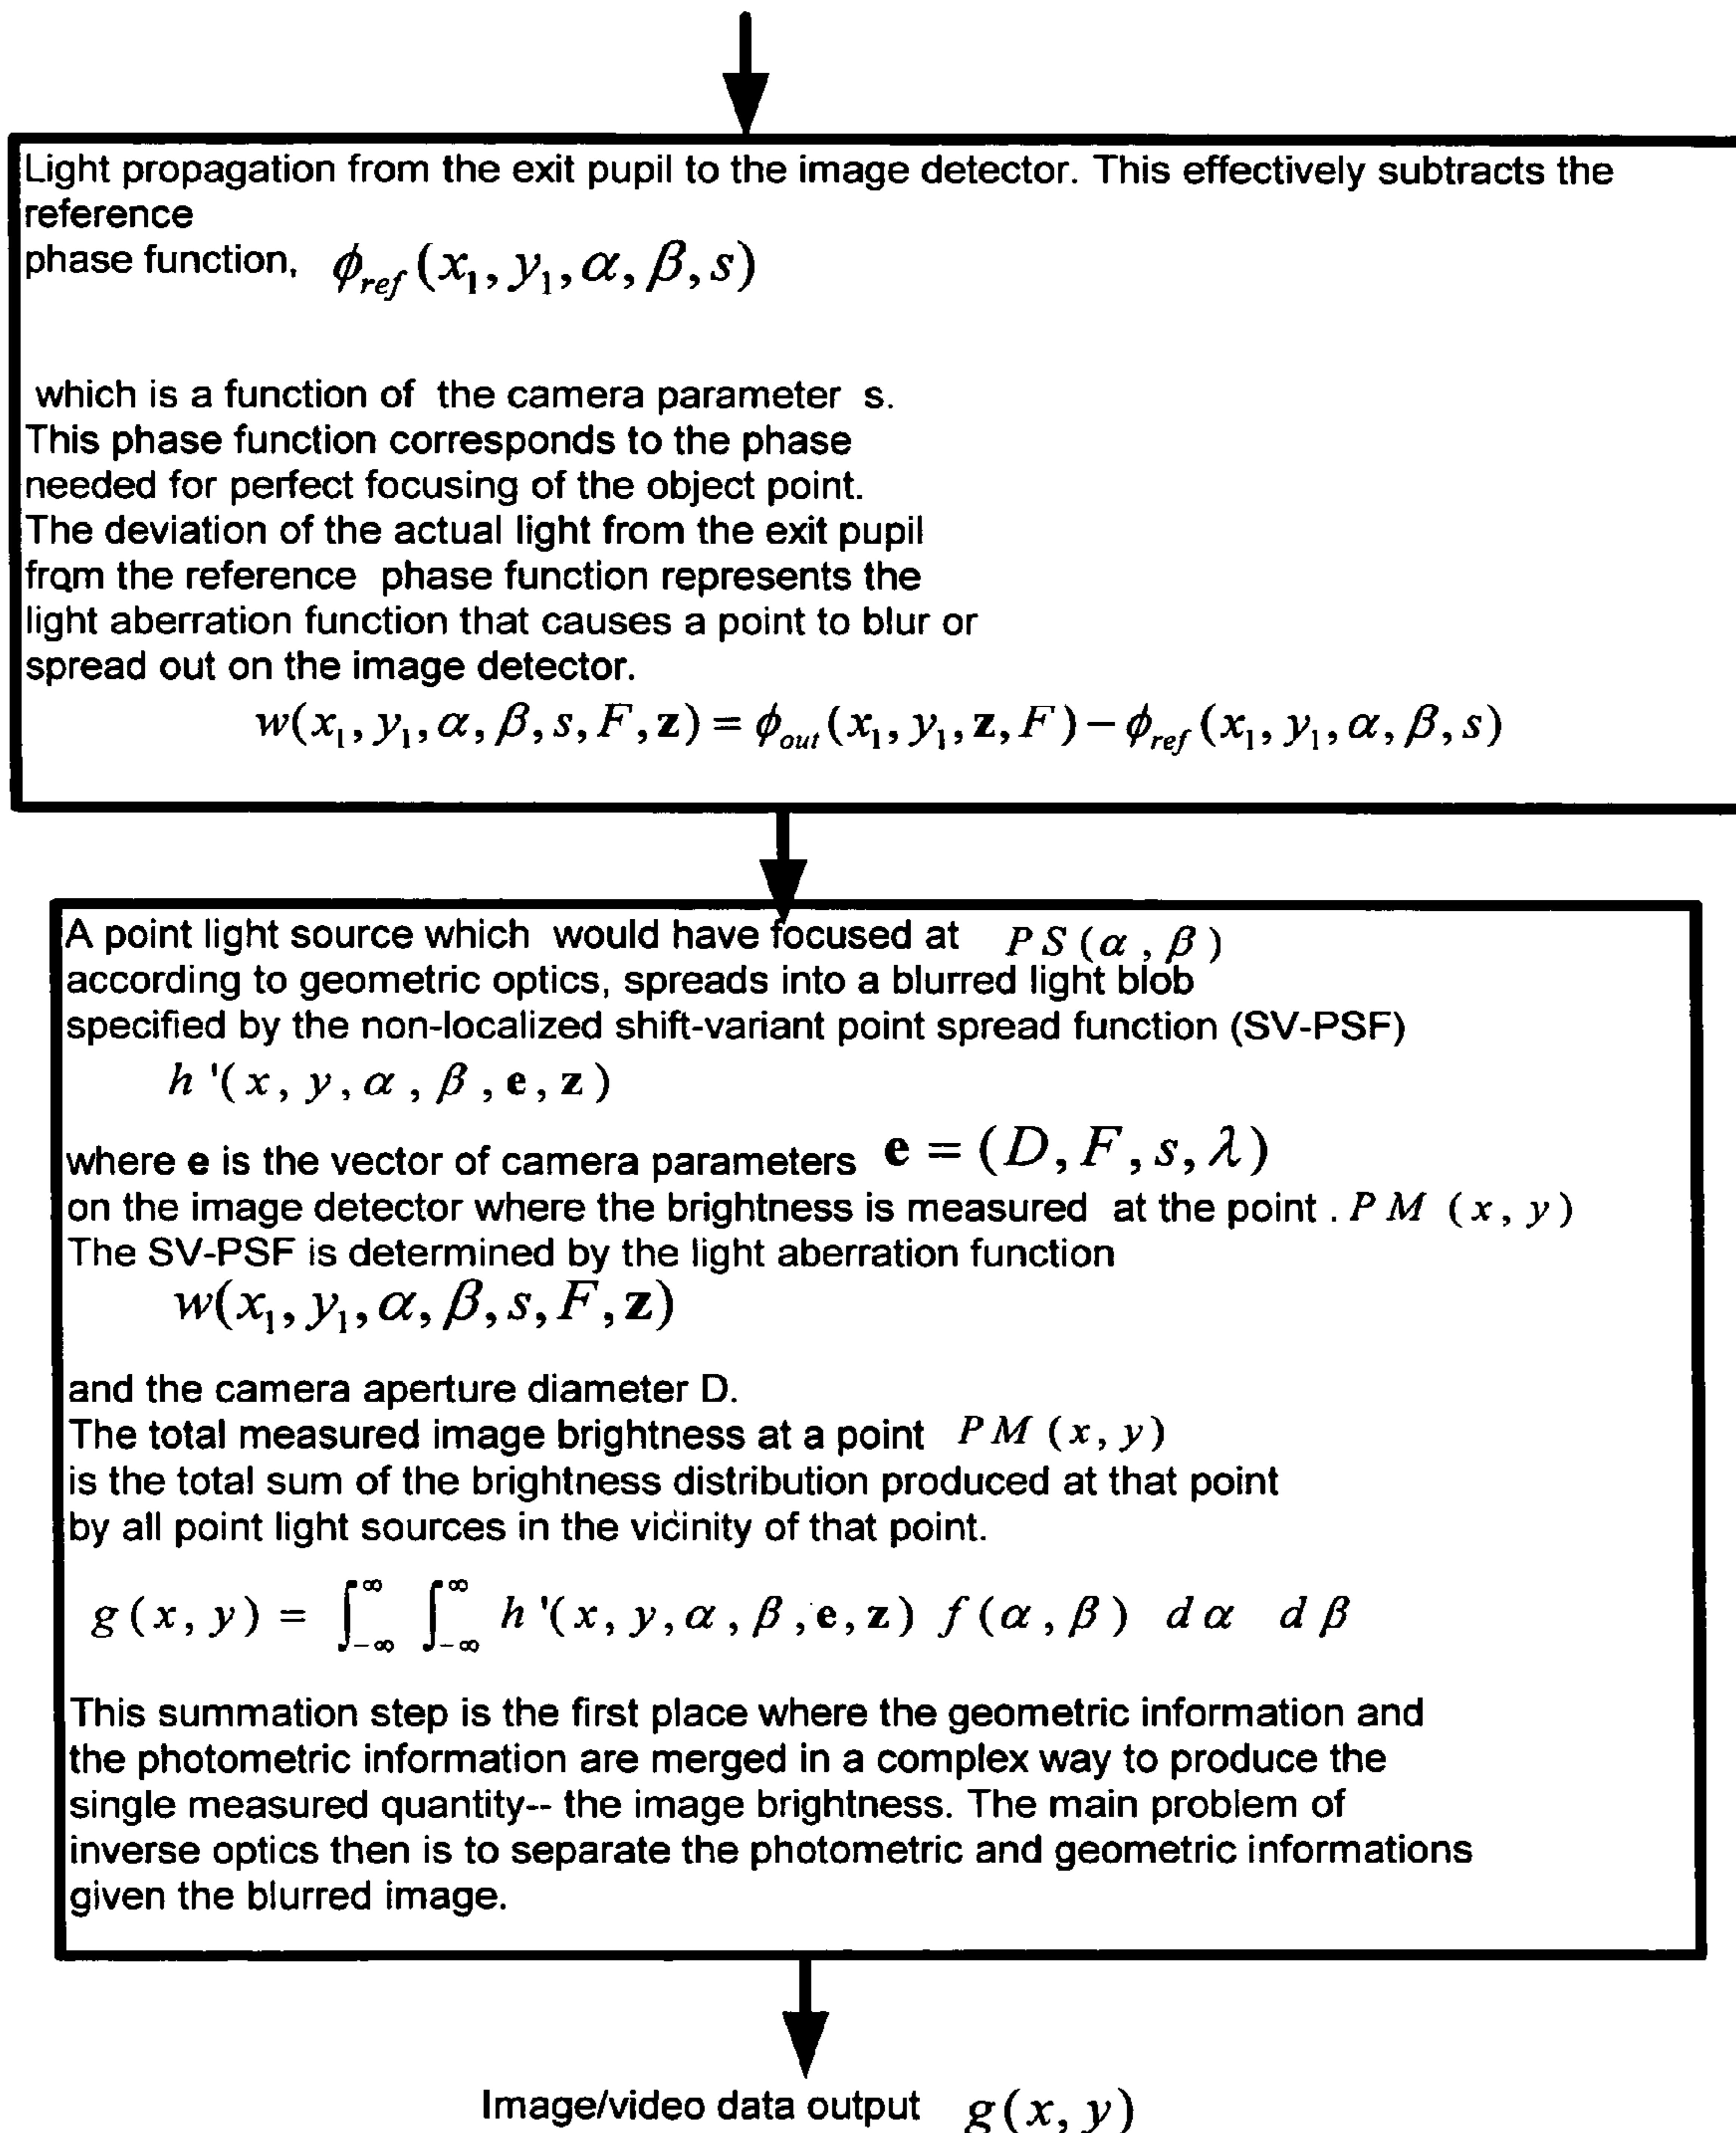 Light propagation from the exit pupil to the image detector. This effectively subtracts the
reference
phase function, ϕ_ref(x₁, y₁, α, β, s)
which is a function of the camera parameter s.
This phase function corresponds to the phase
needed for perfect focusing of the object point.
The deviation of the actual light from the exit pupil
from the reference phase function represents the
light aberration function that causes a point to blur or
spread out on the image detector.
w(x₁, y₁, α, β, s, F, z) = ϕ_out(x₁, y₁, z, F) − ϕ_ref(x₁, y₁, α, β, s)
A point light source which would have focused at PS(α, β)
according to geometric optics, spreads into a blurred light blob
specified by the non-localized shift-variant point spread function (SV-PSF)
h '(x, y, α, β, e, z)
where e is the vector of camera parameters e = (D, F, s, λ)
on the image detector where the brightness is measured at the point . PM (x, y)
The SV-PSF is determined by the light aberration function
w(x₁, y₁, α, β, s, F, z)
and the camera aperture diameter D.
The total measured image brightness at a point PM (x, y)
is the total sum of the brightness distribution produced at that point
by all point light sources in the vicinity of that point.
g(x, y) = ∫_{-∞}^{∞} ∫_{-∞}^{∞} h '(x, y, α, β, e, z) f(α, β) dα dβ
This summation step is the first place where the geometric information and
the photometric information are merged in a complex way to produce the
single measured quantity-- the image brightness. The main problem of
inverse optics then is to separate the photometric and geometric informations
given the blurred image.
Image/video data output g(x, y)